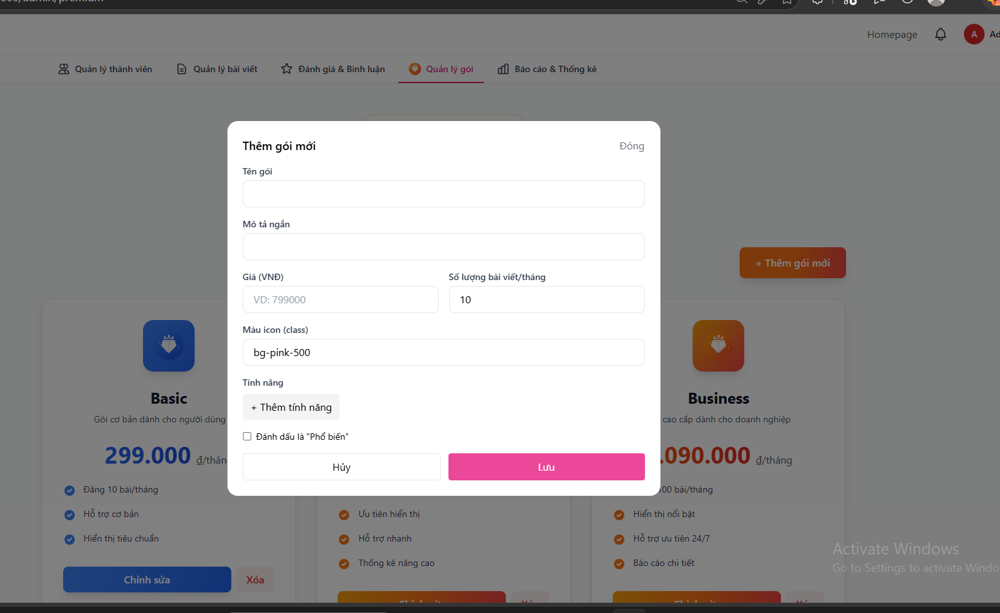 Homepage
A
Quản lý thành viên
Quản lý bài viết
Đánh giá & Bình luận
Quản lý gói
Báo cáo & Thống kê
Thêm gói mới
Đóng
Tên gói
Mô tả ngắn
Giá (VNĐ)
Số lượng bài viết/tháng
VD: 799000
10
Màu icon (class)
bg-pink-500
Tính năng
+ Thêm tính năng
Đánh dấu là "Phổ biến"
Hủy
Lưu
+ Thêm gói mới
Basic
Gói cơ bản dành cho người dùng
299.000 ₫/thán
Đăng 10 bài/tháng
Hỗ trợ cơ bản
Hiển thị tiêu chuẩn
Chỉnh sửa
Xóa
Ưu tiên hiển thị
Hỗ trợ nhanh
Thống kê nâng cao
Business
cao cấp dành cho doanh nghiệp
.090.000 ₫/tháng
100 bài/tháng
Hiển thị nổi bật
Hỗ trợ ưu tiên 24/7
Báo cáo chi tiết
Activate Windows
Go to Settings to activate Windo